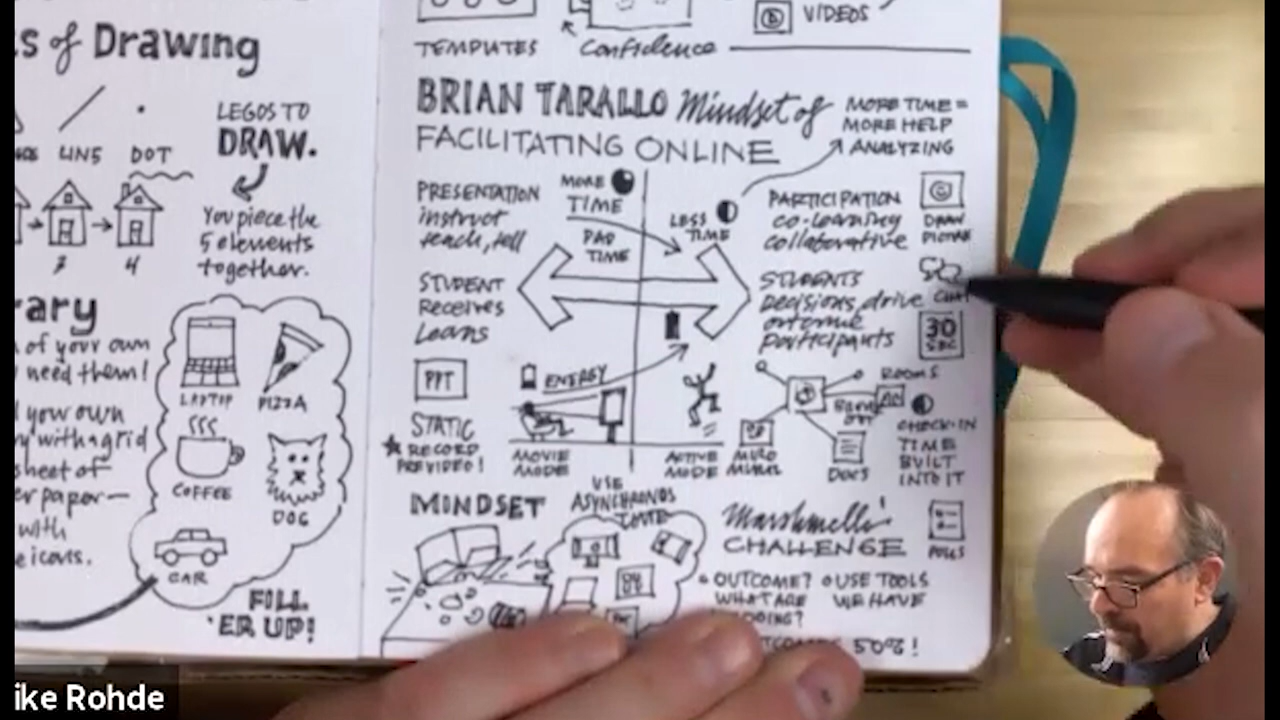 s of Drawing
LINE
DOT
3
4
LEGOS TO
DRAW.
You piece the
5 elements
together.
rary
of your own
need them!
your own
with a grid
sheet of
er paper—
with
e icons.
LAPTOP
PIZZA
COFFEE
DOG
CAR
FILL
'ER UP!
TEMPLATES
Confidence
VIDEOS
BRIAN TARALLO Mindset of
FACILITATING ONLINE
MORE TIME =
MORE HELP
ANALYZING
PRESENTATION
instruct
teach, tell
MORE
TIME
PAD
TIME
LESS
TIME
PARTICIPATION
co-learning
collaborative
DRAW
PICTURE
STUDENT
Receives
Learns
STUDENTS
Decisions, drive
outcome
participants
CHAT
30
SEC
PPT
ENERGY
STATIC
RECORD
PRE VIDEO!
MOVIE
MODE
ACTIVE
MODE
ROOMS
MURO
MURAL
DOCS
CHECK-IN
TIME
BUILT
INTO IT
MINDSET
USE
ASYNCHRONOS
Marshmello
CHALLENGE
POLLS
OUTCOME?
WHAT ARE
USE TOOLS
WE HAVE
50%!
ike Rohde